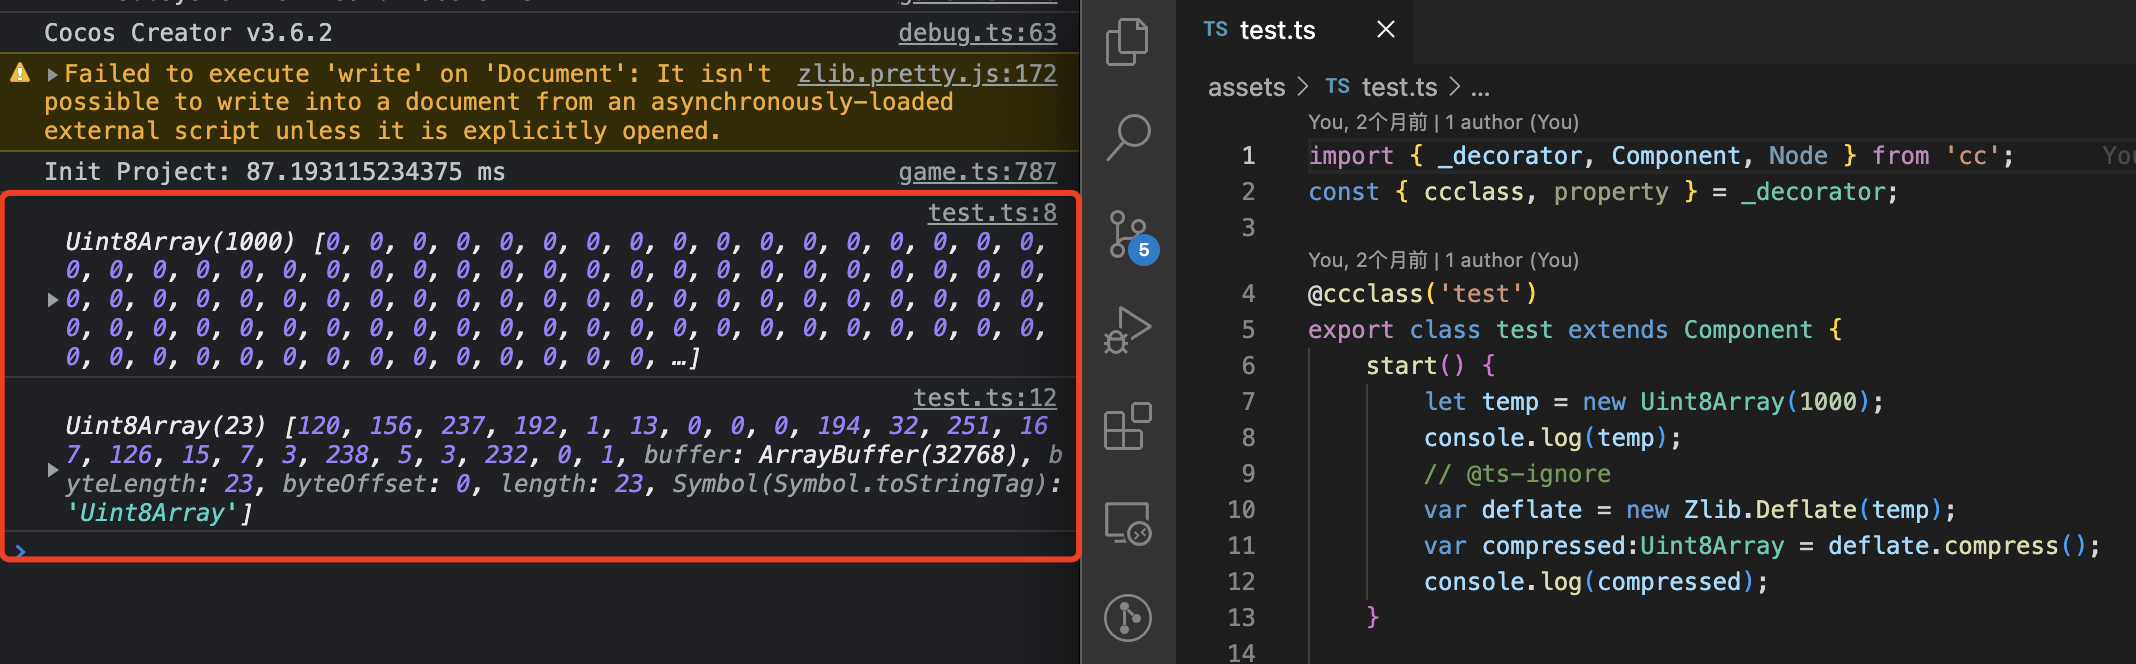 Cocos Creator v3.6.2 debug.ts:63
Failed to execute 'write' on 'Document': It isn't zlib.pretty.js:172
possible to write into a document from an asynchronously-loaded
external script unless it is explicitly opened.
Init Project: 87.193115234375 ms game.ts:787
test.ts:8
Uint8Array(1000) [0, 0, 0, 0, 0, 0, 0, 0, 0, 0, 0, 0, 0, 0, 0, 0, 0,
0, 0, 0, 0, 0, 0, 0, 0, 0, 0, 0, 0, 0, 0, 0, 0, 0, 0, 0, 0, 0, 0, 0,
0, 0, 0, 0, 0, 0, 0, 0, 0, 0, 0, 0, 0, 0, 0, 0, 0, 0, 0, 0, 0, 0, 0,
0, 0, 0, 0, 0, 0, 0, 0, 0, 0, 0, 0, 0, 0, 0, 0, 0, 0, 0, 0, 0, 0, 0,
0, 0, 0, 0, 0, 0, 0, 0, 0, 0, 0, 0, 0, 0, …]
test.ts:12
Uint8Array(23) [120, 156, 237, 192, 1, 13, 0, 0, 0, 194, 32, 251, 16
7, 126, 15, 7, 3, 238, 5, 3, 232, 0, 1, buffer: ArrayBuffer(32768), b
yteLength: 23, byteOffset: 0, length: 23, Symbol(Symbol.toStringTag):
'Uint8Array']
5
TS test.ts
assets > TS test.ts > ...
You, 2个月前 | 1 author (You)
1 import { _decorator, Component, Node } from 'cc'; You
2 const { ccclass, property } = _decorator;
3
You, 2个月前 | 1 author (You)
4 @ccclass('test')
5 export class test extends Component {
6 start() {
7 let temp = new Uint8Array(1000);
8 console.log(temp);
9 // @ts-ignore
10 var deflate = new Zlib.Deflate(temp);
11 var compressed:Uint8Array = deflate.compress();
12 console.log(compressed);
13 }
14